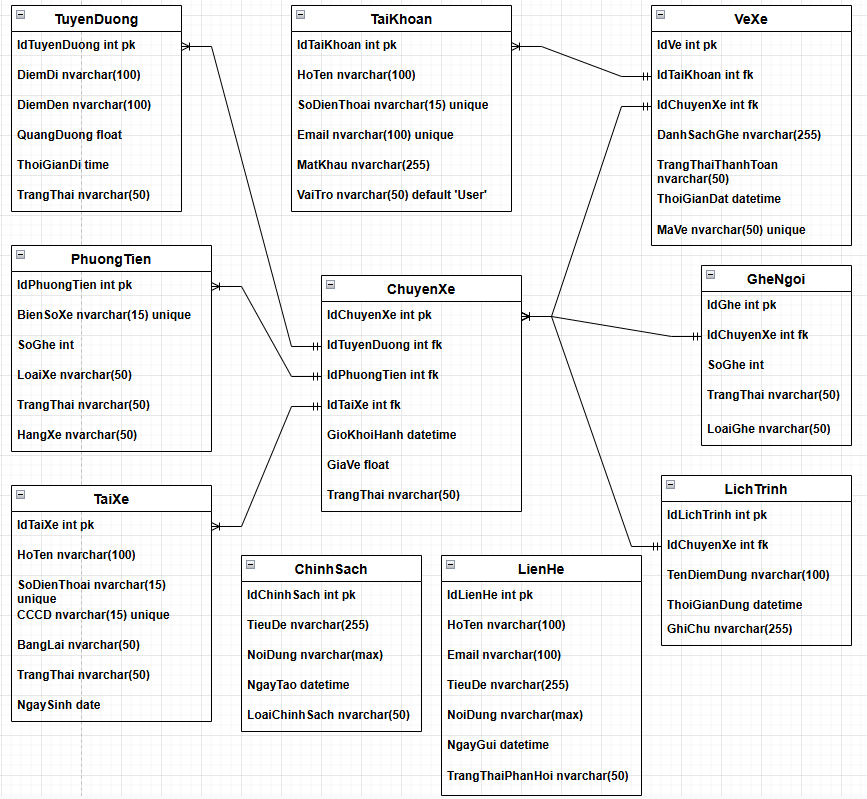 TuyenDuong
IdTuyenDuong int pk
DiemDi nvarchar(100)
DiemDen nvarchar(100)
QuangDuong float
ThoiGianDi time
TrangThai nvarchar(50)
TaiKhoan
IdTaiKhoan int pk
HoTen nvarchar(100)
SoDienThoai nvarchar(15) unique
Email nvarchar(100) unique
MatKhau nvarchar(255)
VaiTro nvarchar(50) default 'User'
VeXe
IdVe int pk
IdTaiKhoan int fk
IdChuyenXe int fk
DanhSachGhe nvarchar(255)
TrangThaiThanhToan
nvarchar(50)
ThoiGianDat datetime
MaVe nvarchar(50) unique
PhuongTien
IdPhuongTien int pk
BienSoXe nvarchar(15) unique
SoGhe int
LoaiXe nvarchar(50)
TrangThai nvarchar(50)
HangXe nvarchar(50)
ChuyenXe
IdChuyenXe int pk
IdTuyenDuong int fk
IdPhuongTien int fk
IdTaiXe int fk
GioKhoiHanh datetime
GiaVe float
TrangThai nvarchar(50)
GheNgoi
IdGhe int pk
IdChuyenXe int fk
SoGhe int
TrangThai nvarchar(50)
LoaiGhe nvarchar(50)
TaiXe
IdTaiXe int pk
HoTen nvarchar(100)
SoDienThoai nvarchar(15)
unique
CCCD nvarchar(15) unique
BangLai nvarchar(50)
TrangThai nvarchar(50)
NgaySinh date
ChinhSach
IdChinhSach int pk
TieuDe nvarchar(255)
NoiDung nvarchar(max)
NgayTao datetime
LoaiChinhSach nvarchar(50)
LienHe
IdLienHe int pk
HoTen nvarchar(100)
Email nvarchar(100)
TieuDe nvarchar(255)
NoiDung nvarchar(max)
NgayGui datetime
TrangThaiPhanHoi nvarchar(50)
LichTrinh
IdLichTrinh int pk
IdChuyenXe int fk
TenDiemDung nvarchar(100)
ThoiGianDung datetime
GhiChu nvarchar(255)